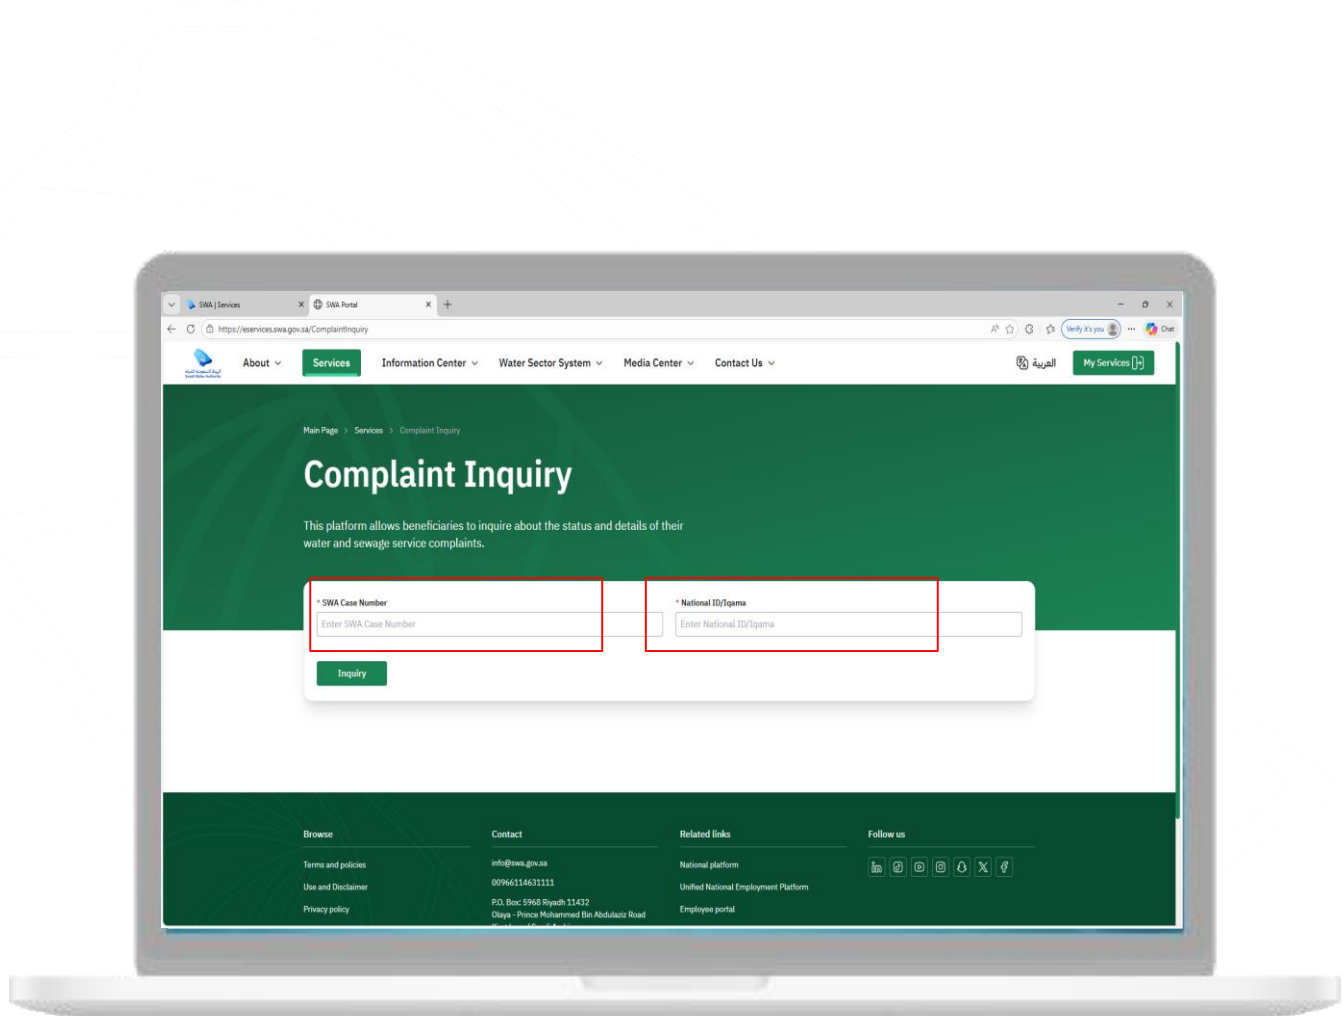 SWA | Services
SWA Portal
https://eservices.swa.gov.sa/ComplaintInquiry
Verify it's you
Chat
About
Services
Information Center
Water Sector System
Media Center
Contact Us
العربية
My Services
Main Page > Services > Complaint Inquiry
Complaint Inquiry
This platform allows beneficiaries to inquire about the status and details of their
water and sewage service complaints.
* SWA Case Number
Enter SWA Case Number
* National ID/Iqama
Enter National ID/Iqama
Inquiry
Browse
Terms and policies
Use and Disclaimer
Privacy policy
Contact
info@swa.gov.sa
00966114631111
P.O. Box: 5968 Riyadh 11432
Olaya - Prince Mohammed Bin Abdulaziz Road
Related links
National platform
Unified National Employment Platform
Employee portal
Follow us